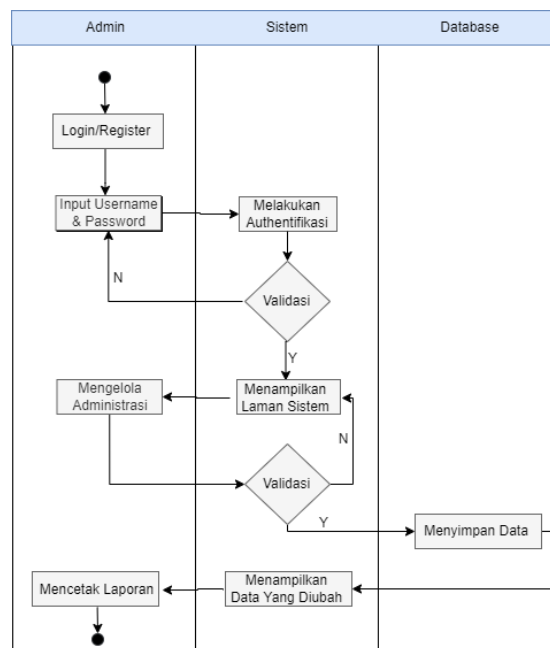 Admin
Sistem
Database
Login/Register
Input Username
& Password
Melakukan
Authentifikasi
N
Validasi
Y
Mengelola
Administrasi
Menampilkan
Laman Sistem
N
Validasi
Y
Menyimpan Data
Mencetak Laporan
Menampilkan
Data Yang Diubah